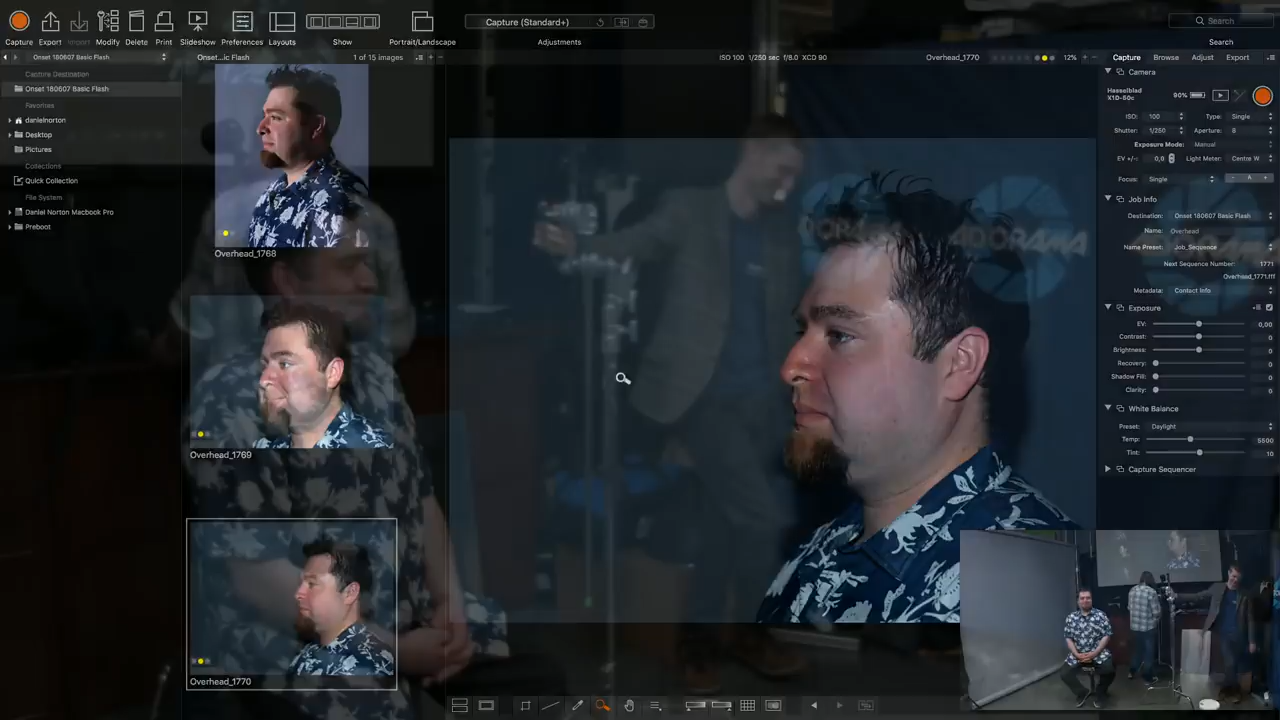 Capture
Export
Import
Modify
Delete
Print
Slideshow
Preferences
Layouts
Show
Portrait/Landscape
Capture (Standard+)
Adjustments
Search
Search
Onset 180607 Basic Flash
Onset...ic Flash
1 of 15 images
ISO 100 1/250 sec f/8.0 XCD 90
Overhead_1770
12%
Capture Browse Adjust Export
Capture Destination
Onset 180607 Basic Flash
Favorites
danielnorton
Desktop
Pictures
Collections
Quick Collection
File System
Daniel Norton Macbook Pro
Preboot
Overhead_1768
Overhead_1769
Overhead_1770
ADORAMA
Camera
Hasselblad
X1D-50c
90%
ISO: 100 Type: Single
Shutter: 1/250 Aperture: 8
Exposure Mode: Manual
EV +/-: 0,0 Light Meter: Centre W
Focus: Single - A +
Job Info
Destination: Onset 180607 Basic Flash
Name: Overhead
Name Preset: Job_Sequence
Next Sequence Number: 1771
Overhead_1771.fff
Metadata: Contact Info
Exposure
EV: 0,00
Contrast: 0
Brightness: 0
Recovery: 0
Shadow Fill: 0
Clarity: 0
White Balance
Preset: Daylight
Temp: 5500
Tint: 10
Capture Sequencer